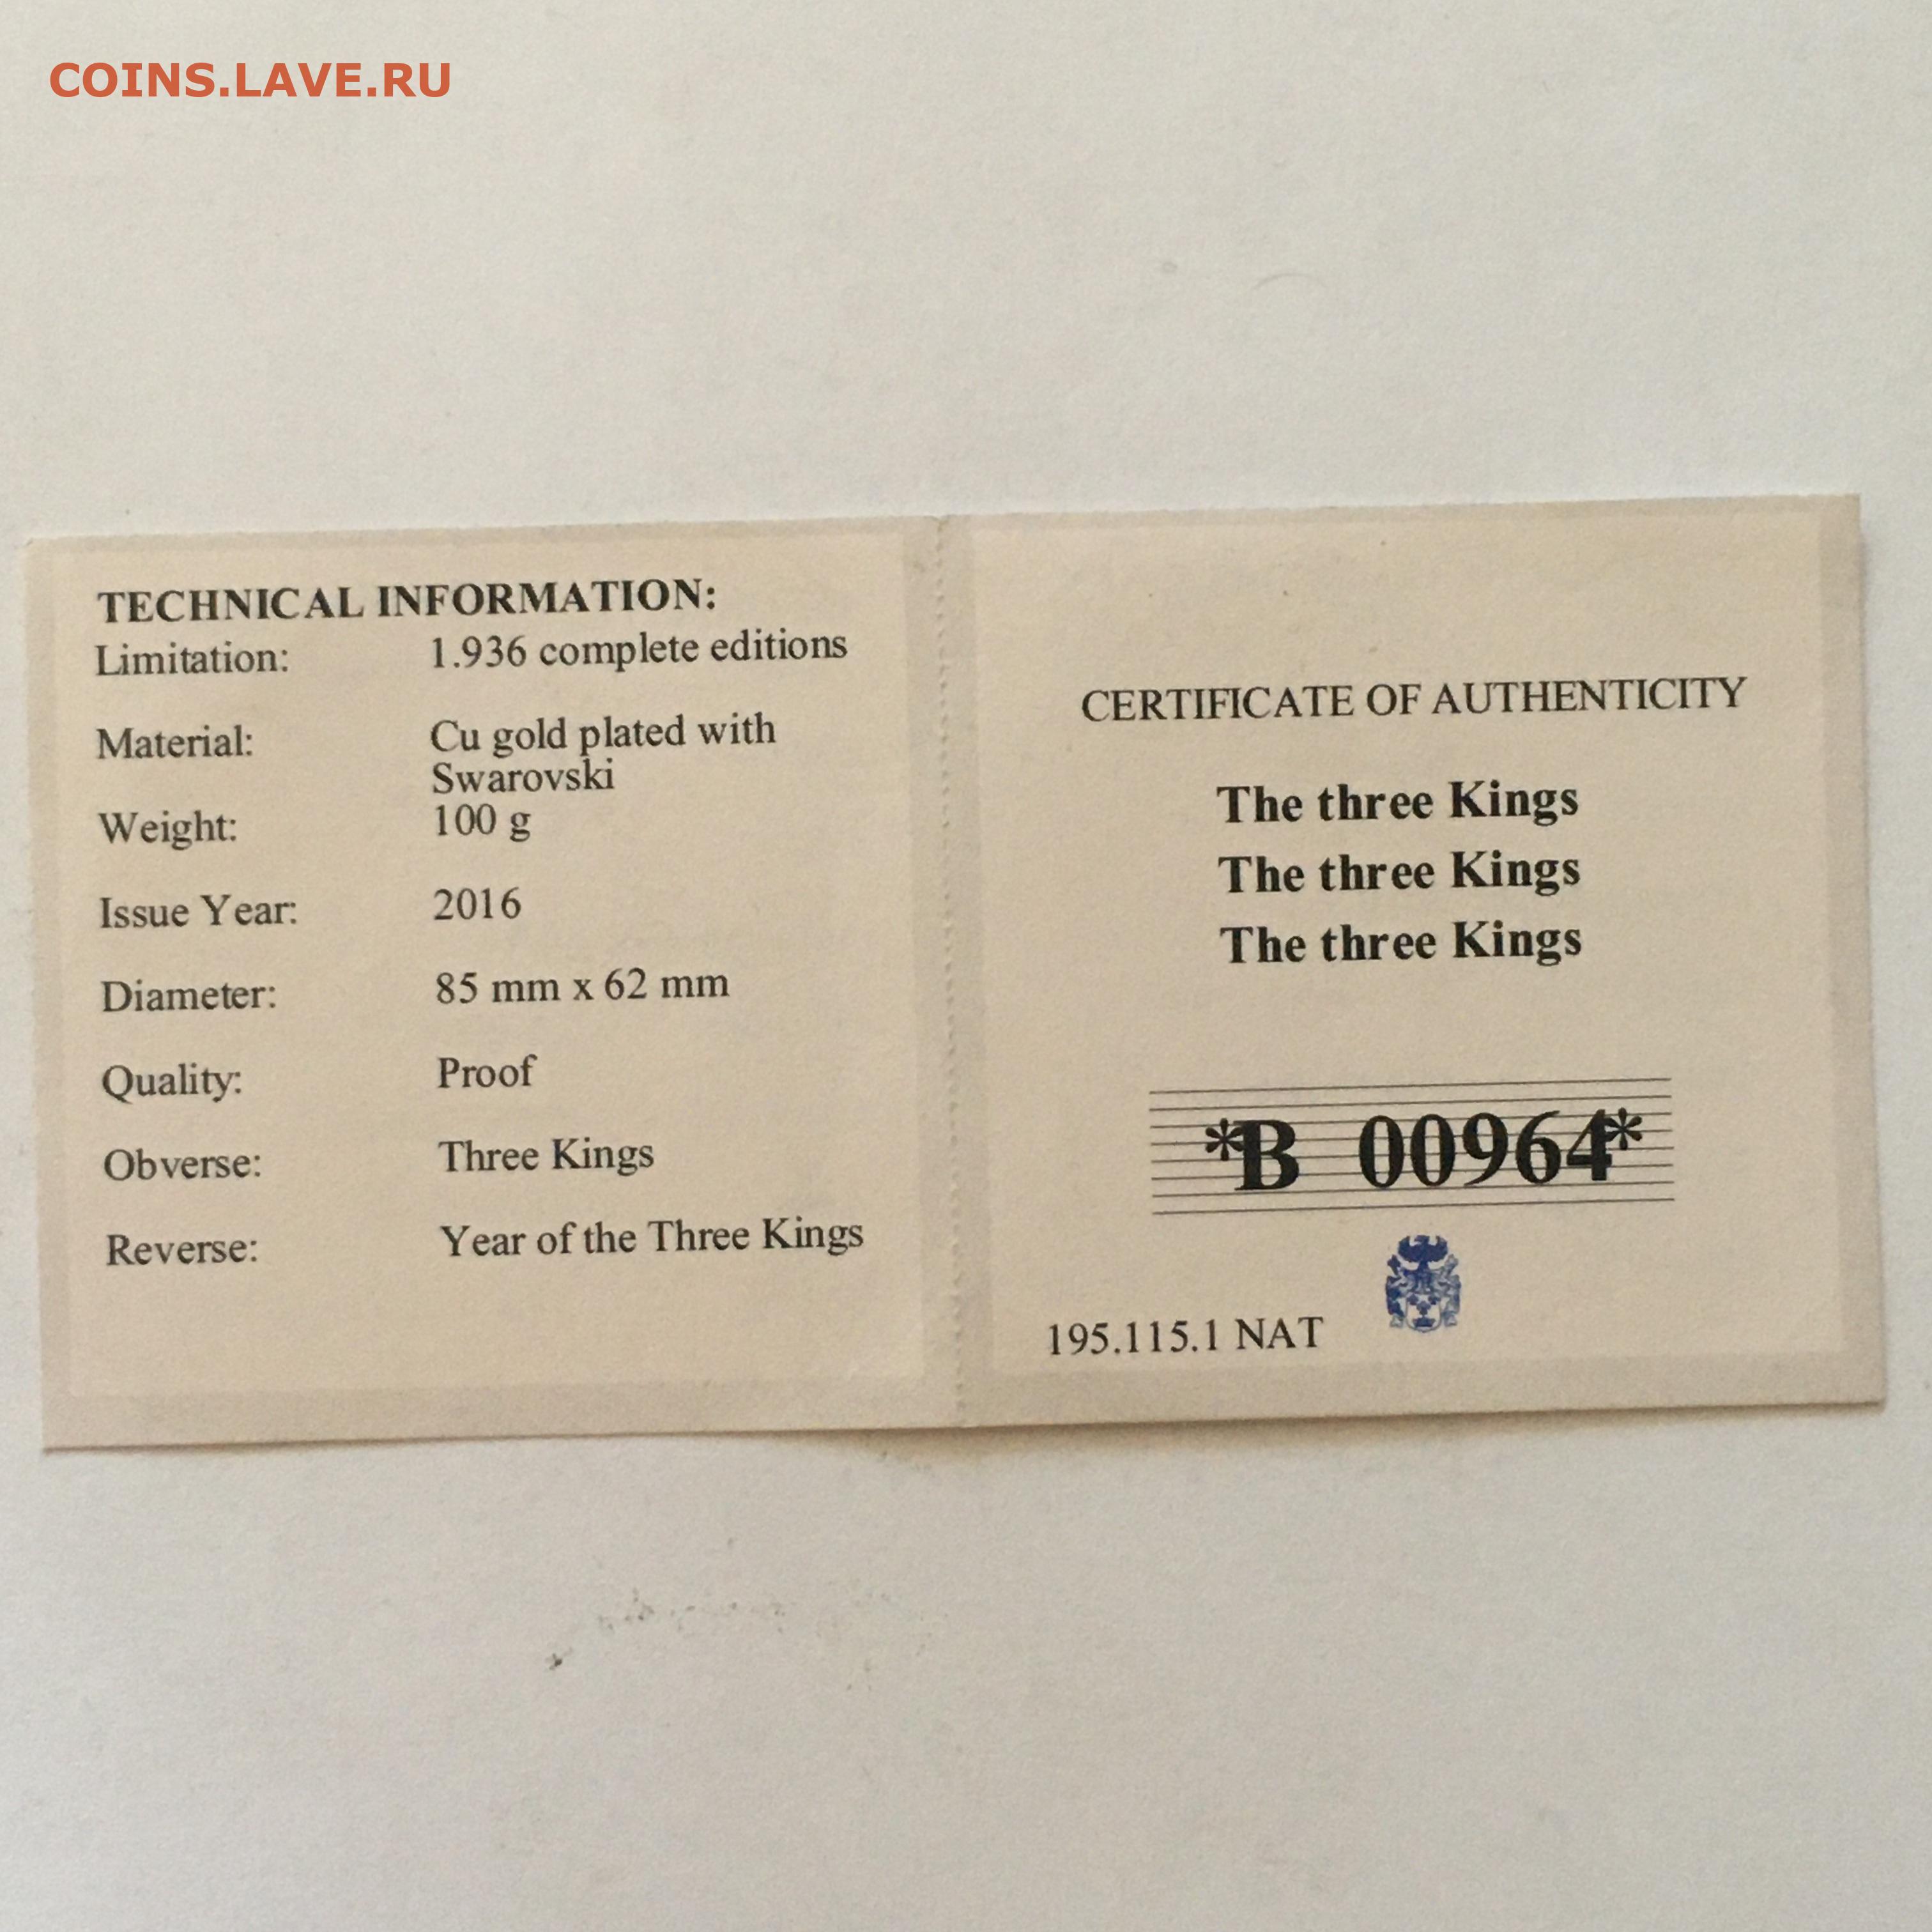 COINS.LAVE.RU
TECHNICAL INFORMATION:
Limitation: 1.936 complete editions
Material: Cu gold plated with
Swarovski
Weight: 100 g
Issue Year: 2016
Diameter: 85 mm x 62 mm
Quality: Proof
Obverse: Three Kings
Reverse: Year of the Three Kings
CERTIFICATE OF AUTHENTICITY
The three Kings
The three Kings
The three Kings
*B 00964*
195.115.1 NAT